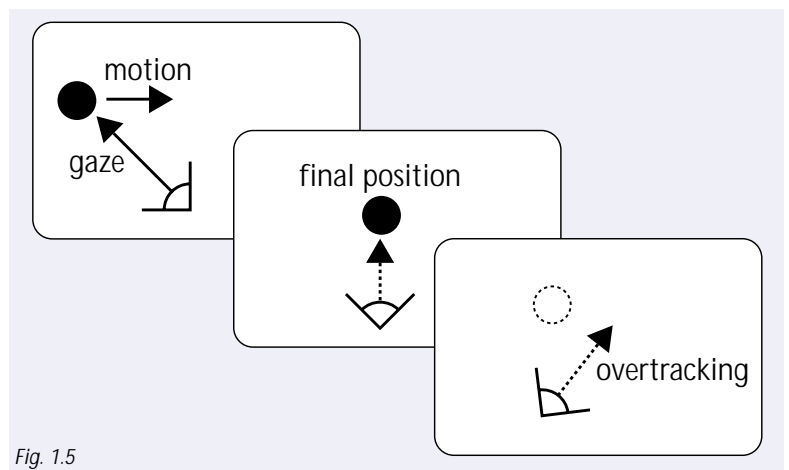 motion
gaze
final position
overtracking
Fig. 1.5